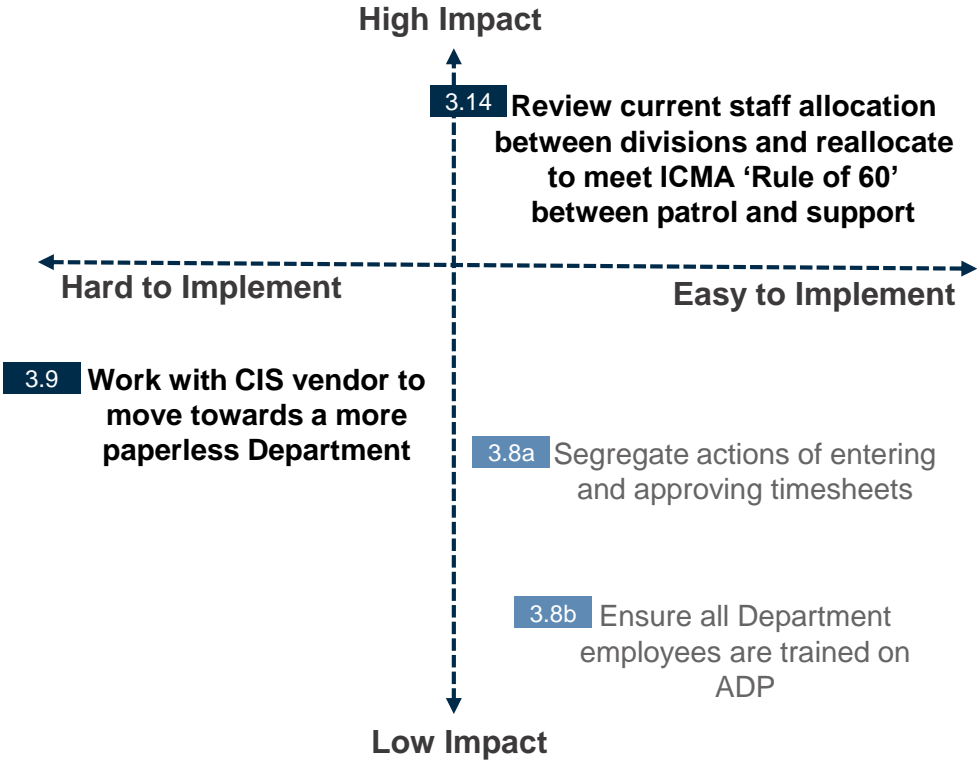 High Impact
3.14 Review current staff allocation
between divisions and reallocate
to meet ICMA ‘Rule of 60’
between patrol and support
Hard to Implement
Easy to Implement
3.9 Work with CIS vendor to
move towards a more
paperless Department
3.8a Segregate actions of entering
and approving timesheets
3.8b Ensure all Department
employees are trained on
ADP
Low Impact